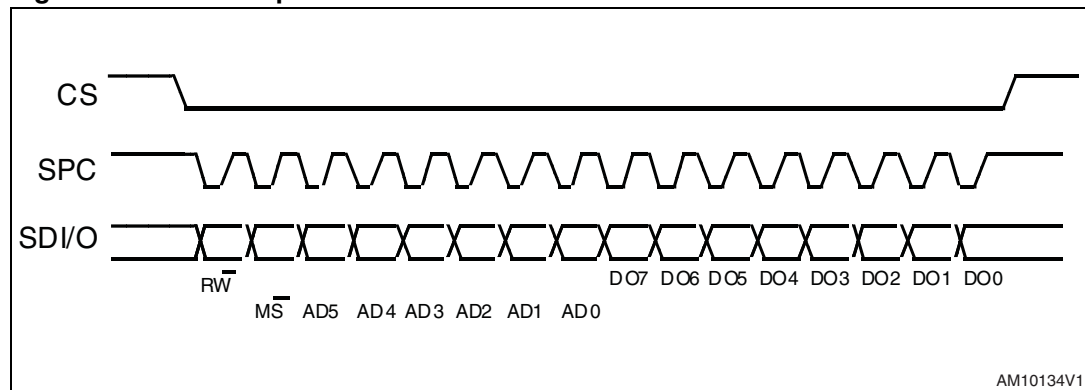 CS
SPC
SDI/O
RW
DO7 DO6 DO5 DO4 DO3 DO2 DO1 DO0
MS AD5 AD4 AD3 AD2 AD1 AD0
AM10134V1